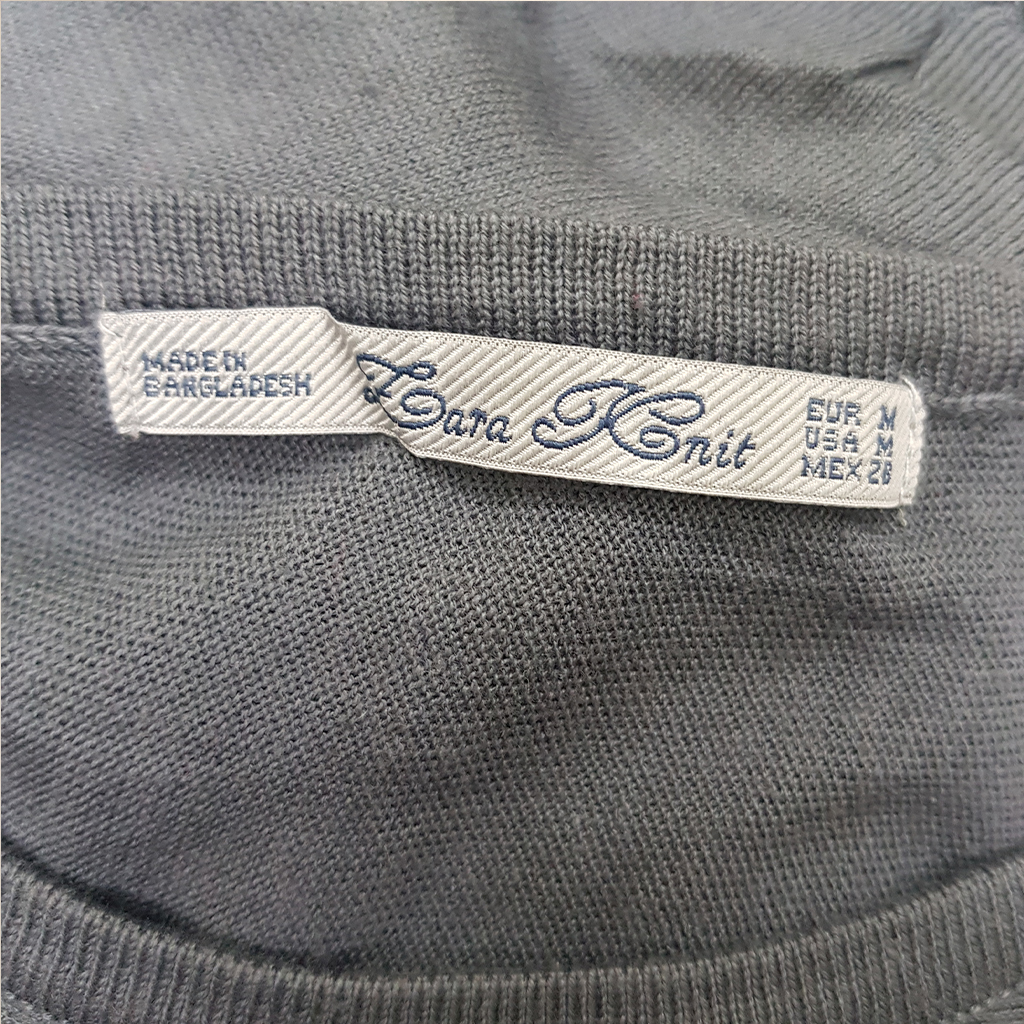 MADE IN
BANGLADESH
Zara Knit
EUR M
USA M
MEX 28